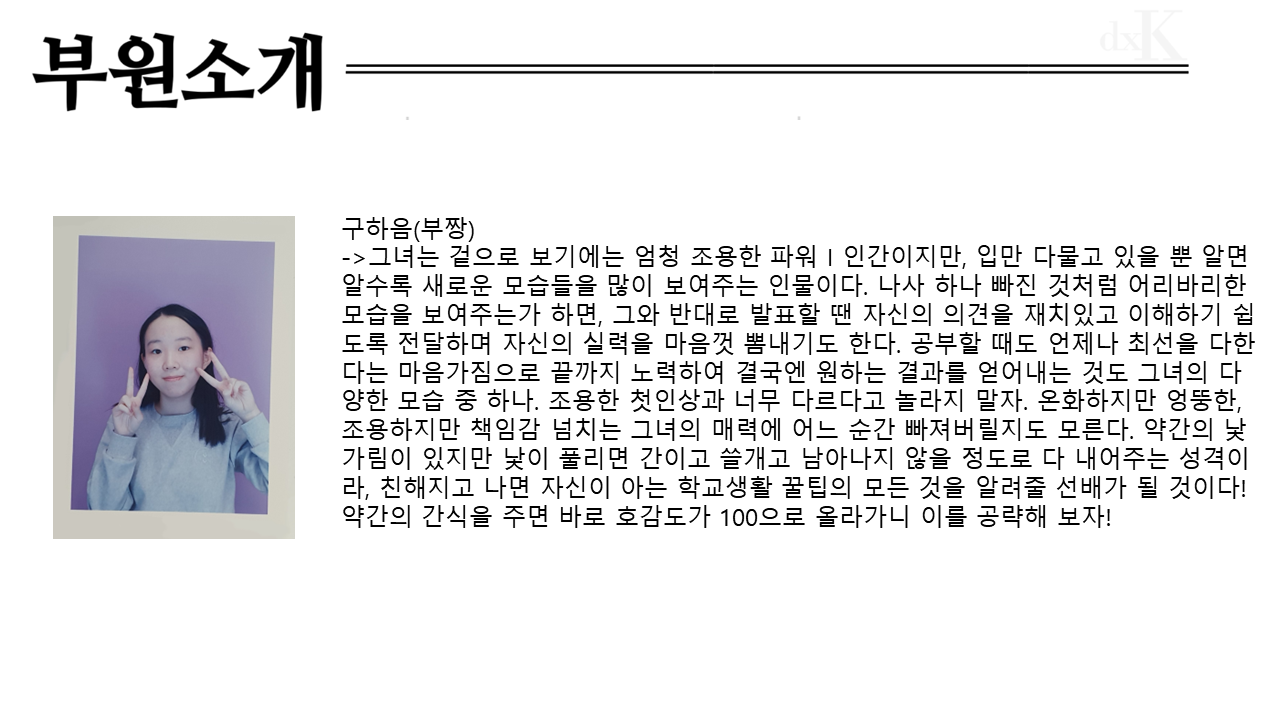 부원소개
dxK
구하음(부짱)
->그녀는 겉으로 보기에는 엄청 조용한 파워 I 인간이지만, 입만 다물고 있을 뿐 알면
알수록 새로운 모습들을 많이 보여주는 인물이다. 나사 하나 빠진 것처럼 어리바리한
모습을 보여주는가 하면, 그와 반대로 발표할 땐 자신의 의견을 재치있고 이해하기 쉽
도록 전달하며 자신의 실력을 마음껏 뽐내기도 한다. 공부할 때도 언제나 최선을 다한
다는 마음가짐으로 끝까지 노력하여 결국엔 원하는 결과를 얻어내는 것도 그녀의 다
양한 모습 중 하나. 조용한 첫인상과 너무 다르다고 놀라지 말자. 온화하지만 엉뚱한,
조용하지만 책임감 넘치는 그녀의 매력에 어느 순간 빠져버릴지도 모른다. 약간의 낯
가림이 있지만 낯이 풀리면 간이고 쓸개고 남아나지 않을 정도로 다 내어주는 성격이
라, 친해지고 나면 자신이 아는 학교생활 꿀팁의 모든 것을 알려줄 선배가 될 것이다!
약간의 간식을 주면 바로 호감도가 100으로 올라가니 이를 공략해 보자!